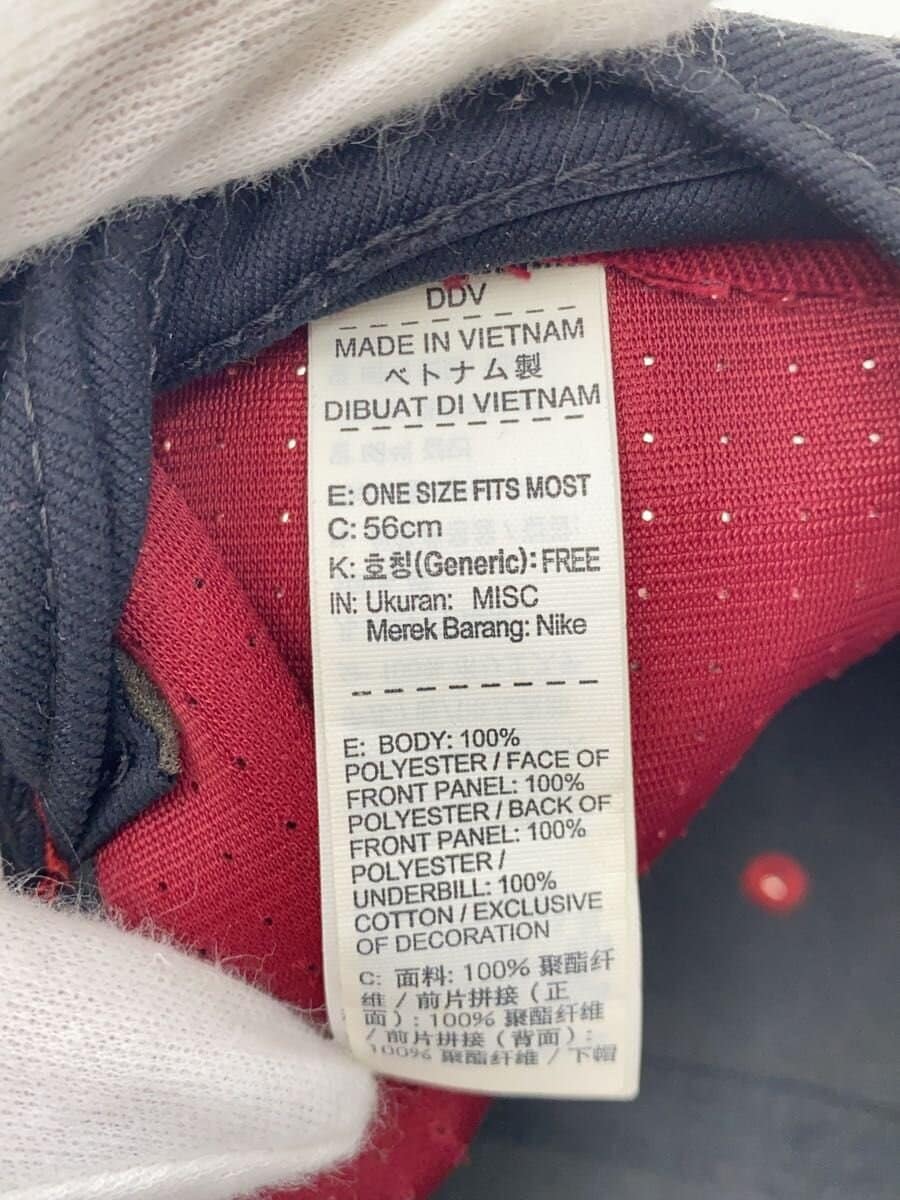 DDV
MADE IN VIETNAM
ベトナム製
DIBUAT DI VIETNAM
E: ONE SIZE FITS MOST
C: 56cm
K: 호칭(Generic): FREE
IN: Ukuran: MISC
Merek Barang: Nike
E: BODY: 100%
POLYESTER / FACE OF
FRONT PANEL: 100%
POLYESTER / BACK OF
FRONT PANEL: 100%
POLYESTER /
UNDERBILL: 100%
COTTON / EXCLUSIVE
OF DECORATION
C: 面料: 100% 聚酯纤
维 / 前片拼接 (正
面) : 100% 聚酯纤维
/ 前片拼接 (背面) :
100% 聚酯纤维 / 下帽